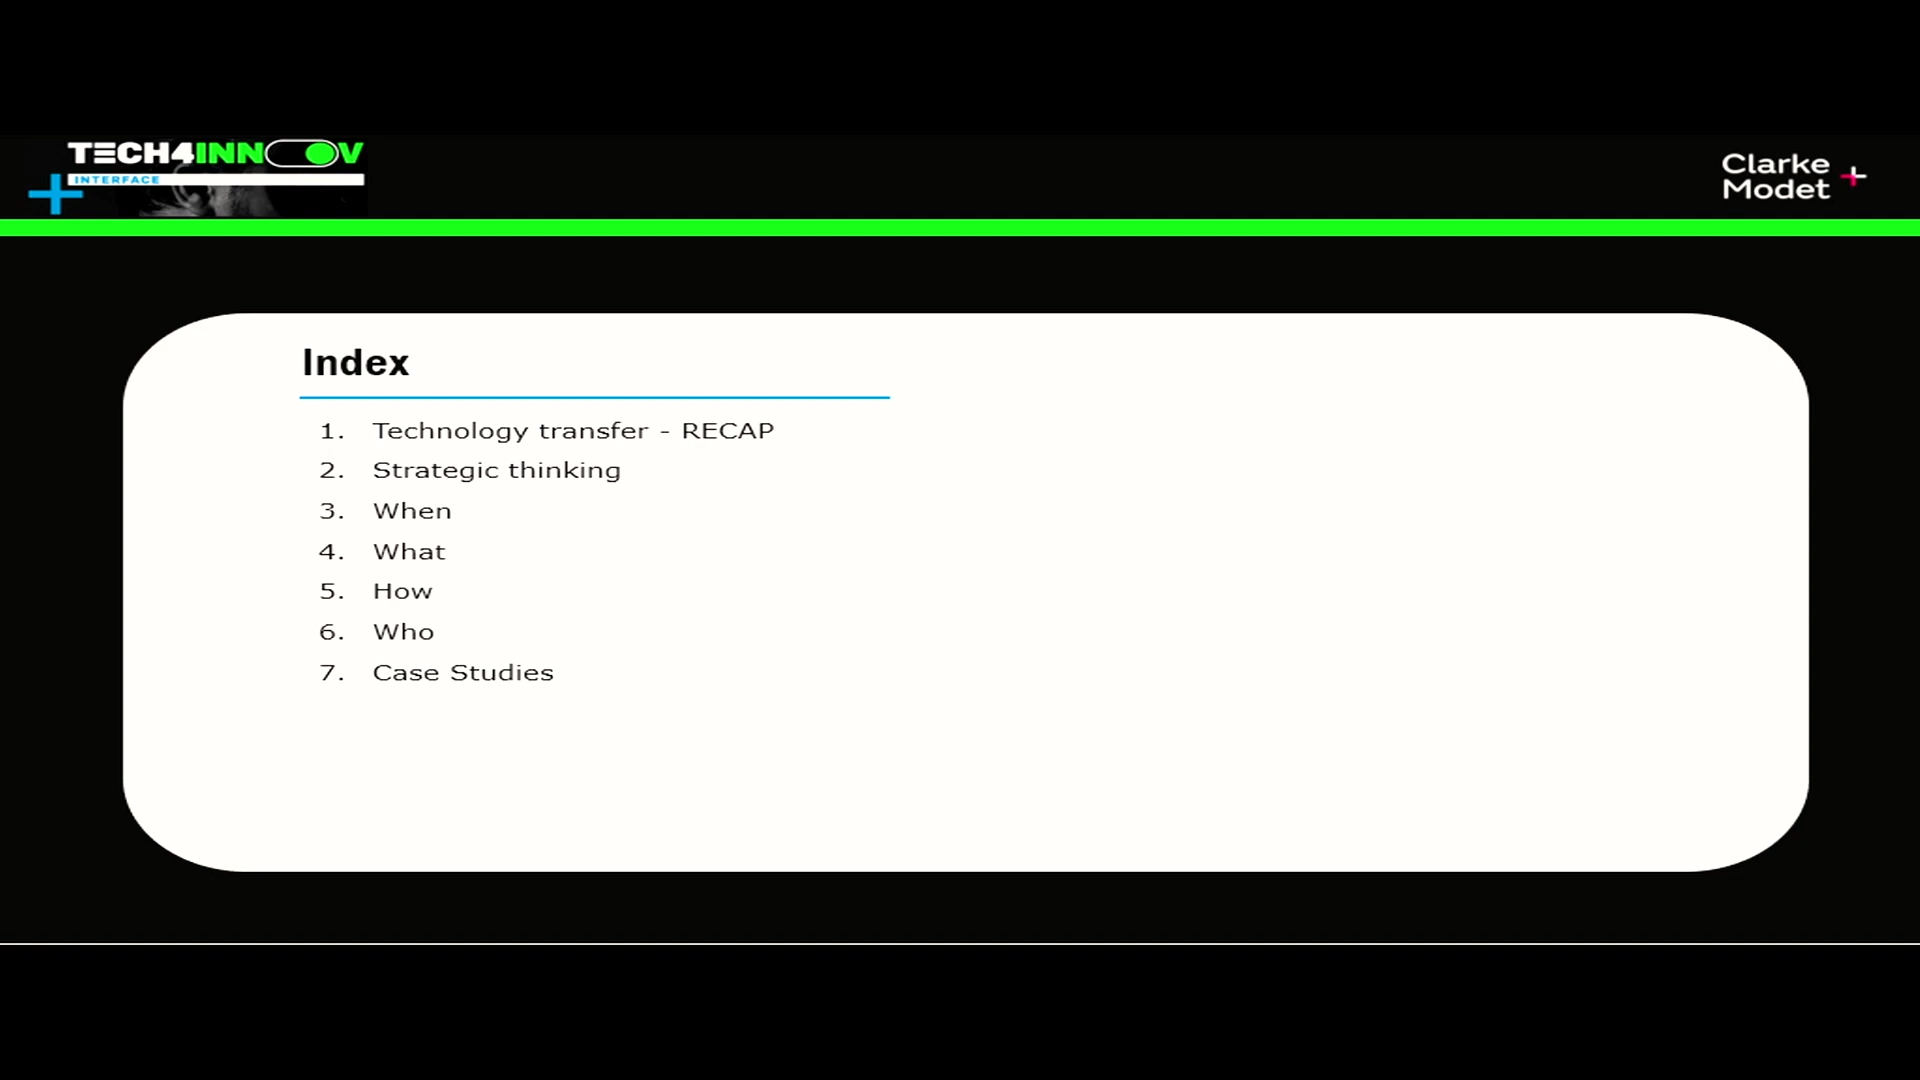 TECH4INNOV
INTERFACE
Clarke
Modet
Index
1. Technology transfer - RECAP
2. Strategic thinking
3. When
4. What
5. How
6. Who
7. Case Studies